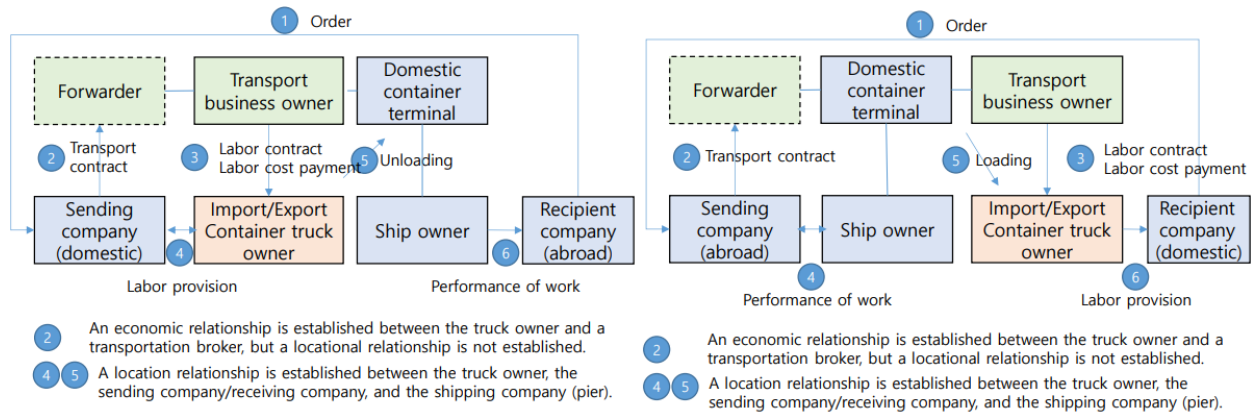 1 Order
Forwarder
Transport
business owner
Domestic
container
terminal
2 Transport
contract
3 Labor contract
Labor cost payment
5 Unloading
Sending
company
(domestic)
Import/Export
Container truck
owner
Ship owner
Recipient
company
(abroad)
4
Labor provision
6
Performance of work
2 An economic relationship is established between the truck owner and a
transportation broker, but a locational relationship is not established.
4 5 A location relationship is established between the truck owner, the
sending company/receiving company, and the shipping company (pier).
1 Order
Forwarder
Domestic
container
terminal
Transport
business owner
2 Transport contract
5 Loading
3 Labor contract
Labor cost payment
Sending
company
(abroad)
Ship owner
Import/Export
Container truck
owner
Recipient
company
(domestic)
4
Performance of work
6
Labor provision
2 An economic relationship is established between the truck owner and a
transportation broker, but a locational relationship is not established.
4 5 A location relationship is established between the truck owner, the
sending company/receiving company, and the shipping company (pier).